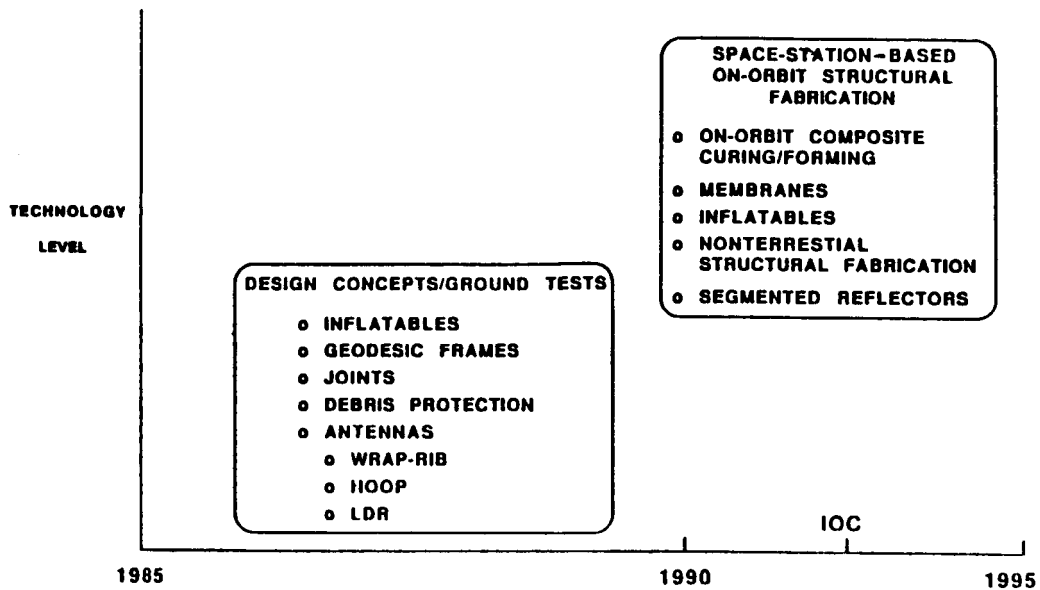 SPACE-STATION-BASED
ON-ORBIT STRUCTURAL
FABRICATION
o ON-ORBIT COMPOSITE
CURING/FORMING
o MEMBRANES
o INFLATABLES
o NONTERRESTIAL
STRUCTURAL FABRICATION
o SEGMENTED REFLECTORS
TECHNOLOGY
LEVEL
DESIGN CONCEPTS/GROUND TESTS
o INFLATABLES
o GEODESIC FRAMES
o JOINTS
o DEBRIS PROTECTION
o ANTENNAS
o WRAP-RIB
o HOOP
o LDR
IOC
1985
1990
1995